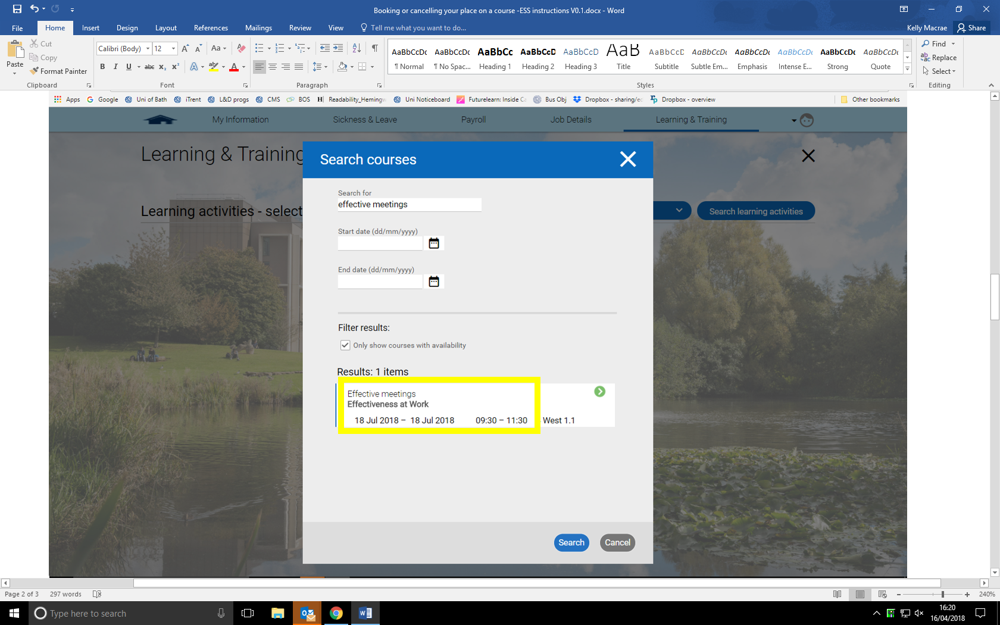 Booking or cancelling your place on a course -ESS instructions V0.1.docx - Word
File Home Insert Design Layout References Mailings Review View Tell me what you want to do... Kelly Macrae Share
Paste
Cut
Copy
Format Painter
Calibri (Body) 12
AaBbCcDc AaBbCcDc AaBbCc AaBbCcD AaBbCcD AaB AaBbCcD AaBbCcDc AaBbCcDc AaBbCcDc AaBbCcDc AaBbCcDc
¶ Normal ¶ No Spac... Heading 1 Heading 2 Heading 3 Title Subtitle Subtle Em... Emphasis Intense E... Strong Quote
Find
Replace
Select
Clipboard Font Paragraph Styles Editing
Apps Google Uni of Bath iTrent L&D progs CMS BOS Readability_Heming Uni Noticeboard Futurelearn: Inside Ca Bus Obj Dropbox - sharing/ec Dropbox - overview Other bookmarks
My Information Sickness & Leave Payroll Job Details Learning & Training
Learning & Training
Learning activities - select
Search learning activities
Search courses
Search for
effective meetings
Start date (dd/mm/yyyy)
End date (dd/mm/yyyy)
Filter results:
Only show courses with availability
Results: 1 items
Effective meetings
Effectiveness at Work
18 Jul 2018 – 18 Jul 2018 09:30 – 11:30 West 1.1
Search Cancel
Page 2 of 3 297 words 240%
Type here to search
16:20
16/04/2018